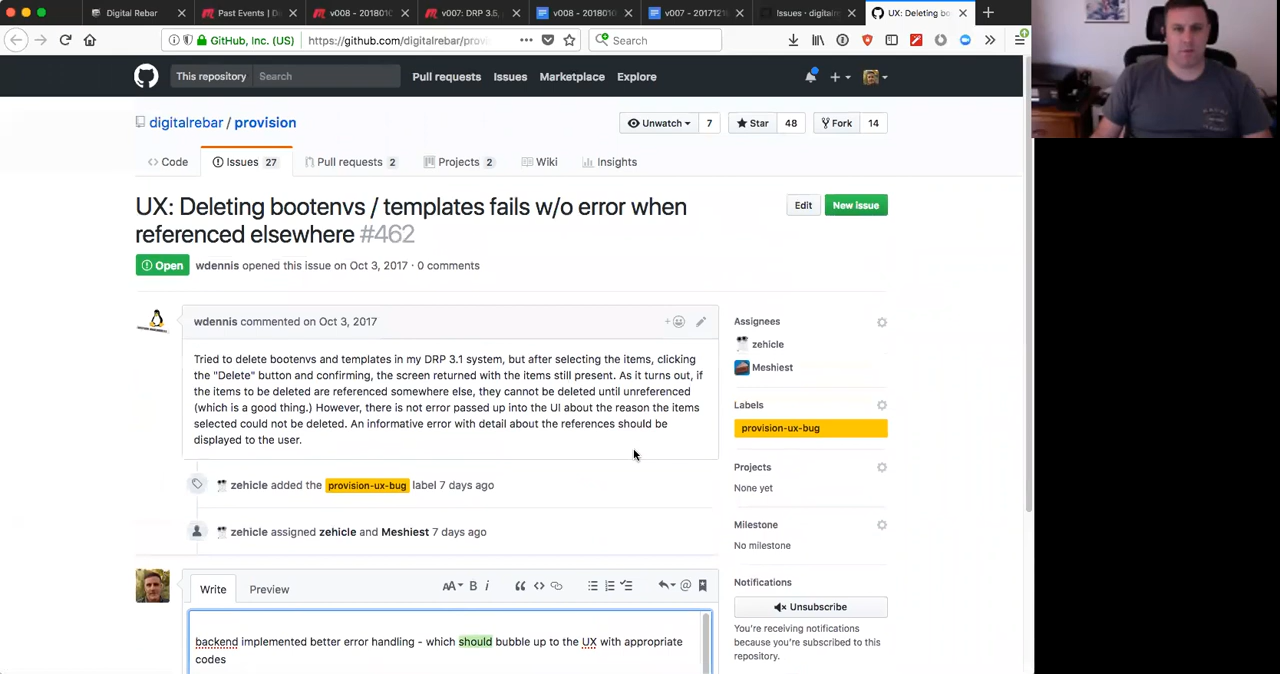 Digital Rebar
Past Events | D
v008 - 2018010
v007: DRP 3.5,
v008 - 2018010
v007 - 2017121
Issues · digitalre
UX: Deleting bo
GitHub, Inc. (US)
https://github.com/digitalrebar/provi
Search
This repository
Search
Pull requests
Issues
Marketplace
Explore
digitalrebar / provision
Unwatch
7
Star
48
Fork
14
Code
Issues 27
Pull requests 2
Projects 2
Wiki
Insights
UX: Deleting bootenvs / templates fails w/o error when
referenced elsewhere #462
Edit
New issue
Open
wdennis opened this issue on Oct 3, 2017 · 0 comments
wdennis commented on Oct 3, 2017
Tried to delete bootenvs and templates in my DRP 3.1 system, but after selecting the items, clicking
the "Delete" button and confirming, the screen returned with the items still present. As it turns out, if
the items to be deleted are referenced somewhere else, they cannot be deleted until unreferenced
(which is a good thing.) However, there is not error passed up into the UI about the reason the items
selected could not be deleted. An informative error with detail about the references should be
displayed to the user.
zehicle added the provision-ux-bug label 7 days ago
zehicle assigned zehicle and Meshiest 7 days ago
Write
Preview
AA
B
i
backend implemented better error handling - which should bubble up to the UX with appropriate
codes
Assignees
zehicle
Meshiest
Labels
provision-ux-bug
Projects
None yet
Milestone
No milestone
Notifications
Unsubscribe
You're receiving notifications
because you're subscribed to this
repository.